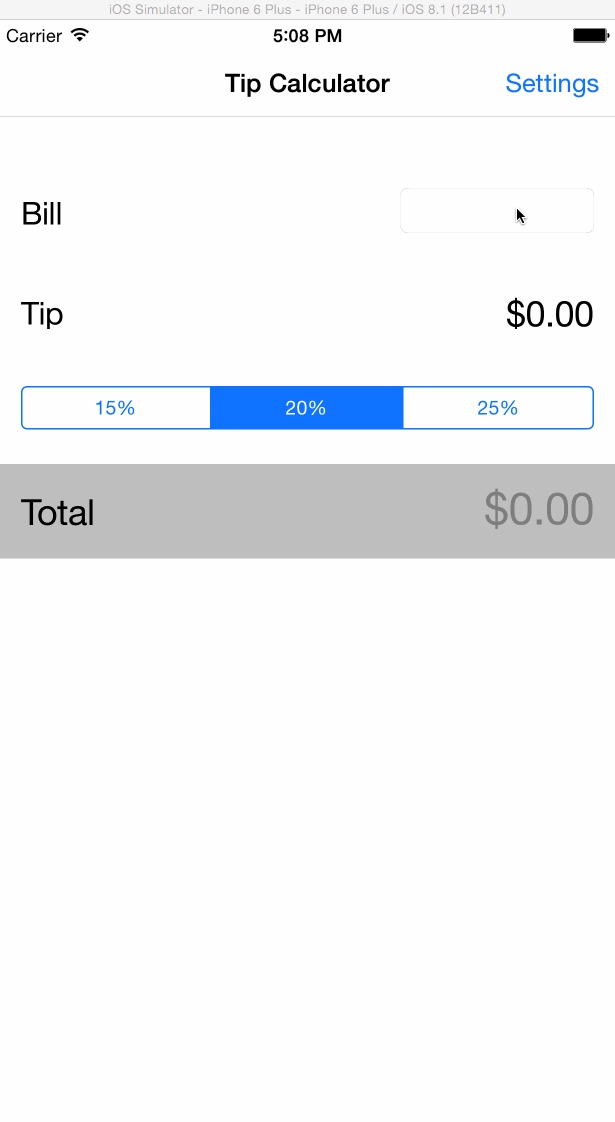 iOS Simulator - iPhone 6 Plus - iPhone 6 Plus / iOS 8.1 (12B411)
Carrier 5:08 PM
Tip Calculator Settings
Bill
Tip $0.00
15% 20% 25%
Total $0.00